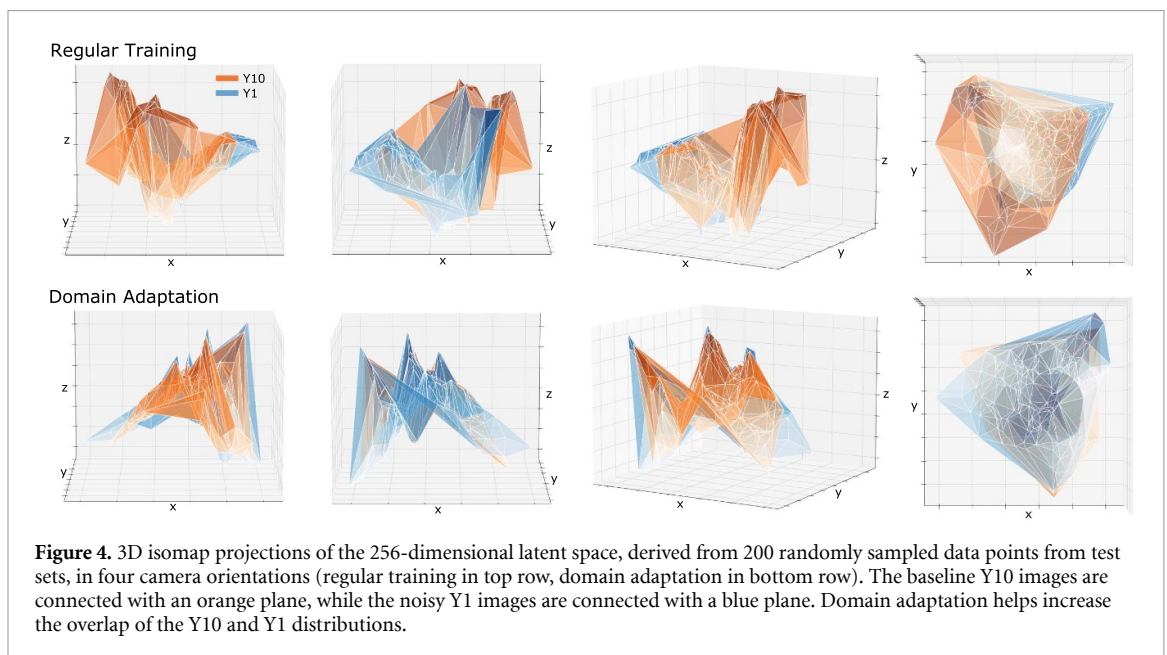 Regular Training
Y10
Y1
z
y
x
z
y
x
z
y
x
y
x
Domain Adaptation
z
y
x
z
y
x
z
y
x
y
x
Figure 4. 3D isomap projections of the 256-dimensional latent space, derived from 200 randomly sampled data points from test
sets, in four camera orientations (regular training in top row, domain adaptation in bottom row). The baseline Y10 images are
connected with an orange plane, while the noisy Y1 images are connected with a blue plane. Domain adaptation helps increase
the overlap of the Y10 and Y1 distributions.